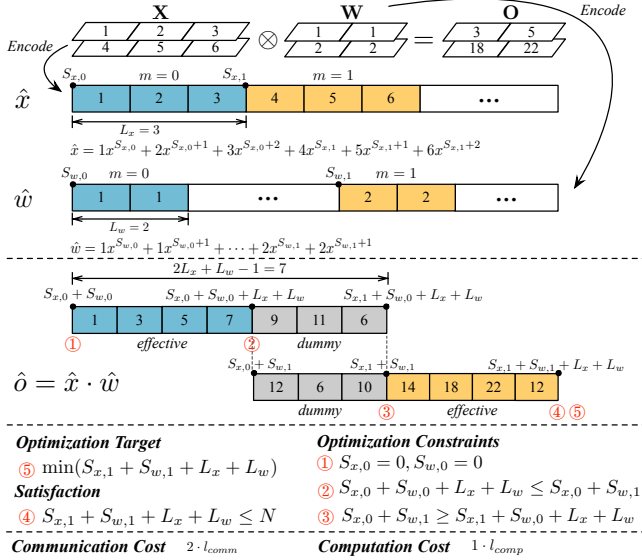 X W O
Encode Encode
1 2 3 1 1 3 5
4 5 6 ⊗ 2 2 = 18 22
S_{x,0} m = 0 S_{x,1} m = 1
x̂ 1 2 3 4 5 6 ...
L_x = 3
x̂ = 1x^{S_{x,0}} + 2x^{S_{x,0}+1} + 3x^{S_{x,0}+2} + 4x^{S_{x,1}} + 5x^{S_{x,1}+1} + 6x^{S_{x,1}+2}
S_{w,0} m = 0 S_{w,1} m = 1
ŵ 1 1 ... 2 2
L_w = 2
ŵ = 1x^{S_{w,0}} + 1x^{S_{w,0}+1} + ⋯ + 2x^{S_{w,1}} + 2x^{S_{w,1}+1}
2L_x + L_w − 1 = 7
S_{x,0} + S_{w,0} S_{x,0} + S_{w,0} + L_x + L_w S_{x,1} + S_{w,0} + L_x + L_w
1 3 5 7 9 11 6
① effective ② dummy
S_{x,0} + S_{w,1} S_{x,1} + S_{w,1} S_{x,1} + S_{w,1} + L_x + L_w
ô = x̂ · ŵ 12 6 10 14 18 22 12
dummy ③ effective ④ ⑤
Optimization Target Optimization Constraints
⑤ min(S_{x,1} + S_{w,1} + L_x + L_w) ① S_{x,0} = 0, S_{w,0} = 0
Satisfaction ② S_{x,0} + S_{w,0} + L_x + L_w ≤ S_{x,0} + S_{w,1}
④ S_{x,1} + S_{w,1} + L_x + L_w ≤ N ③ S_{x,0} + S_{w,1} ≥ S_{x,1} + S_{w,0} + L_x + L_w
Communication Cost 2 · l_{comm} Computation Cost 1 · l_{comp}